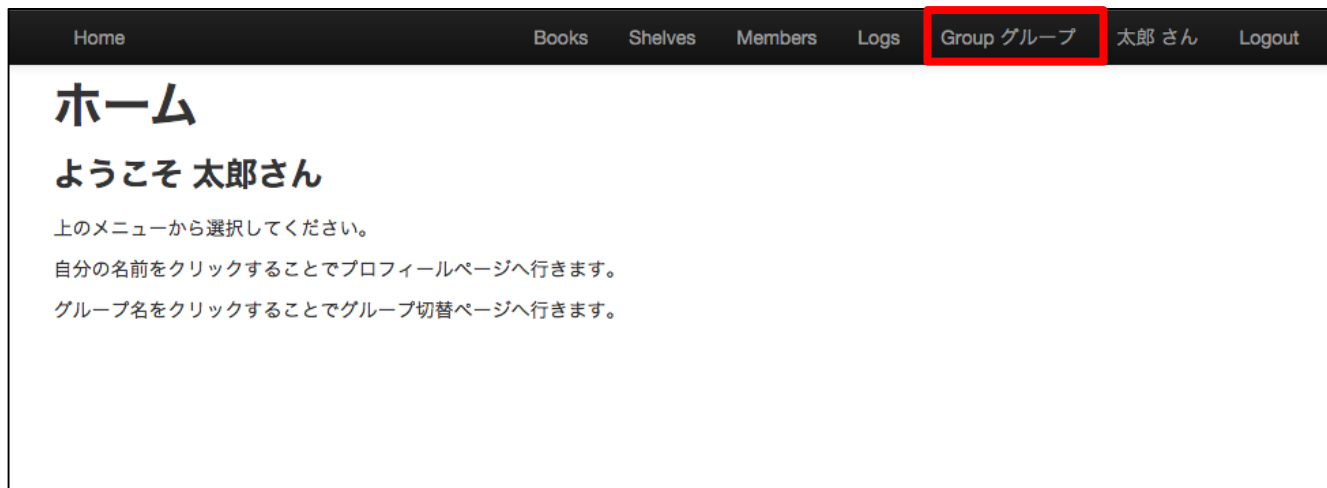 Home Books Shelves Members Logs Group グループ 太郎 さん Logout
ホーム
ようこそ 太郎さん
上のメニューから選択してください。
自分の名前をクリックすることでプロフィールページへ行きます。
グループ名をクリックすることでグループ切替ページへ行きます。